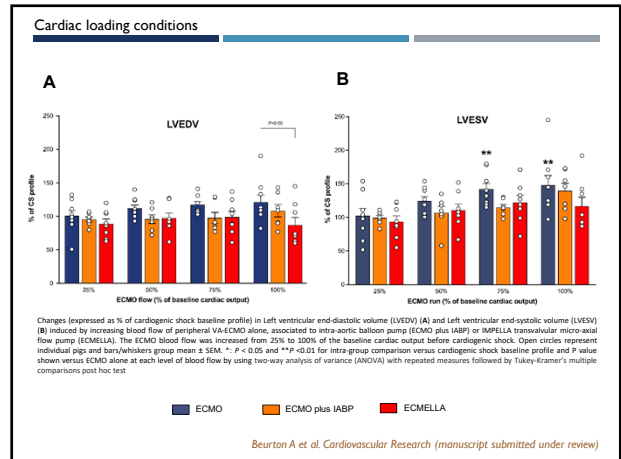 Cardiac loading conditions
A
B
LVEDV
LVESV
% of CS profile
250
200
150
100
50
0
P=0.05
25%
50%
75%
100%
ECMO flow (% of baseline cardiac output)
% of CS profile
250
200
150
100
50
0
**
**
25%
50%
75%
100%
ECMO run (% of baseline cardiac output)
Changes (expressed as % of cardiogenic shock baseline profile) in Left ventricular end-diastolic volume (LVEDV) (A) and Left ventricular end-systolic volume (LVESV)
(B) induced by increasing blood flow of peripheral VA-ECMO alone, associated to intra-aortic balloon pump (ECMO plus IABP) or IMPELLA transvalvular micro-axial
flow pump (ECMELLA). The ECMO blood flow was increased from 25% to 100% of the baseline cardiac output before cardiogenic shock. Open circles represent
individual pigs and bars/whiskers group mean ± SEM. *: P < 0.05 and **P <0.01 for intra-group comparison versus cardiogenic shock baseline profile and P value
shown versus ECMO alone at each level of blood flow by using two-way analysis of variance (ANOVA) with repeated measures followed by Tukey-Kramer's multiple
comparisons post hoc test
ECMO
ECMO plus IABP
ECMELLA
Beurton A et al. Cardiovascular Research (manuscript submitted under review)